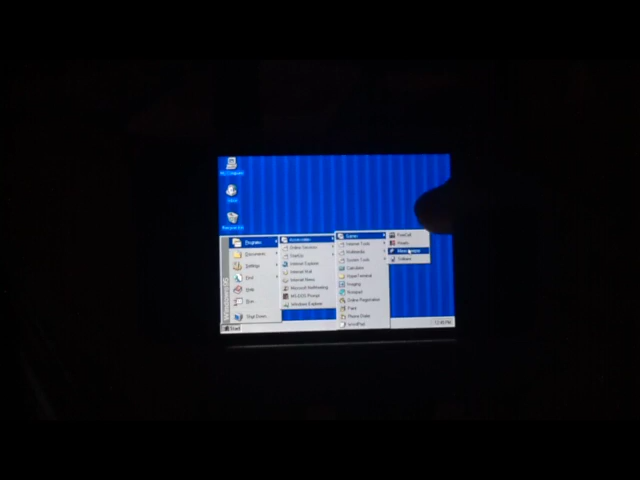 My Computer
Inbox
Recycle Bin
Programs
Documents
Settings
Find
Help
Run...
Shut Down...
Start
Accessories
Online Services
StartUp
Internet Explorer
Internet Mail
Internet News
Microsoft NetMeeting
MS-DOS Prompt
Windows Explorer
Games
Internet Tools
Multimedia
System Tools
Calculator
HyperTerminal
Imaging
Notepad
Online Registration
Paint
Phone Dialer
WordPad
FreeCell
Hearts
Minesweeper
Solitaire